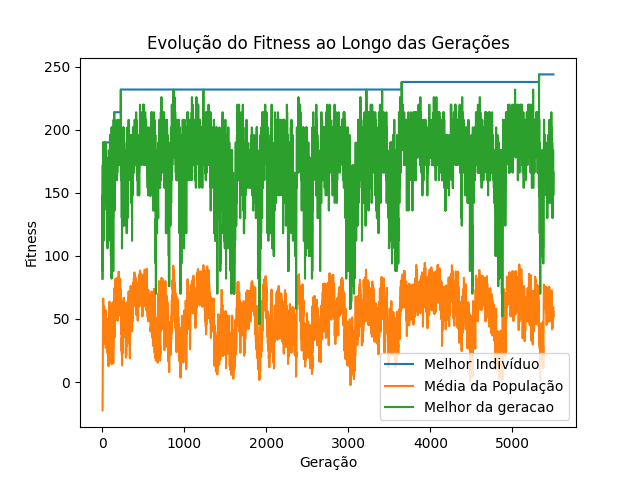 Evolução do Fitness ao Longo das Gerações
Fitness
250
200
150
100
50
0
0 1000 2000 3000 4000 5000
Geração
Melhor Indivíduo
Média da População
Melhor da geracao